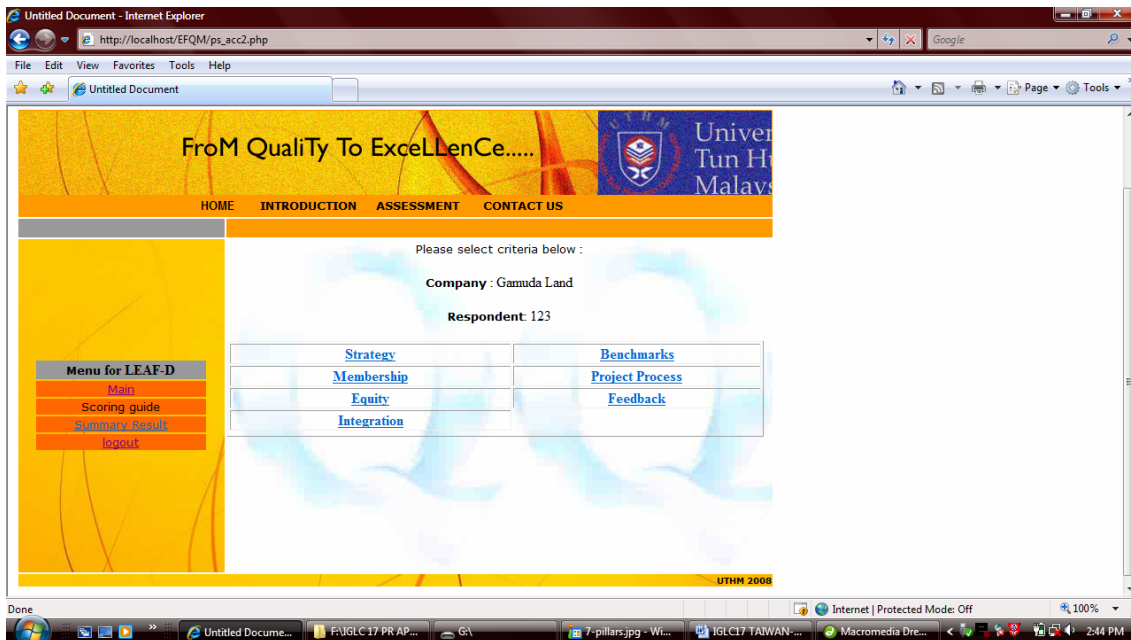 Untitled Document - Internet Explorer
http://localhost/EFQM/ps_acc2.php
Google
File Edit View Favorites Tools Help
Untitled Document
Page Tools
FroM QualiTy To ExceLLenCe.....
UTHM
Univer
Tun H
Malays
HOME INTRODUCTION ASSESSMENT CONTACT US
Please select criteria below :
Company : Gamuda Land
Respondent: 123
Strategy Benchmarks
Membership Project Process
Equity Feedback
Integration
Menu for LEAF-D
Main
Scoring guide
Summary Result
logout
UTHM 2008
Done
Internet | Protected Mode: Off
100%
Untitled Docume... F:\IGLC 17 PR AP... G:\ 7-pillars.jpg - Wi... IGLC17 TAIWAN-... Macromedia Dre... 2:44 PM